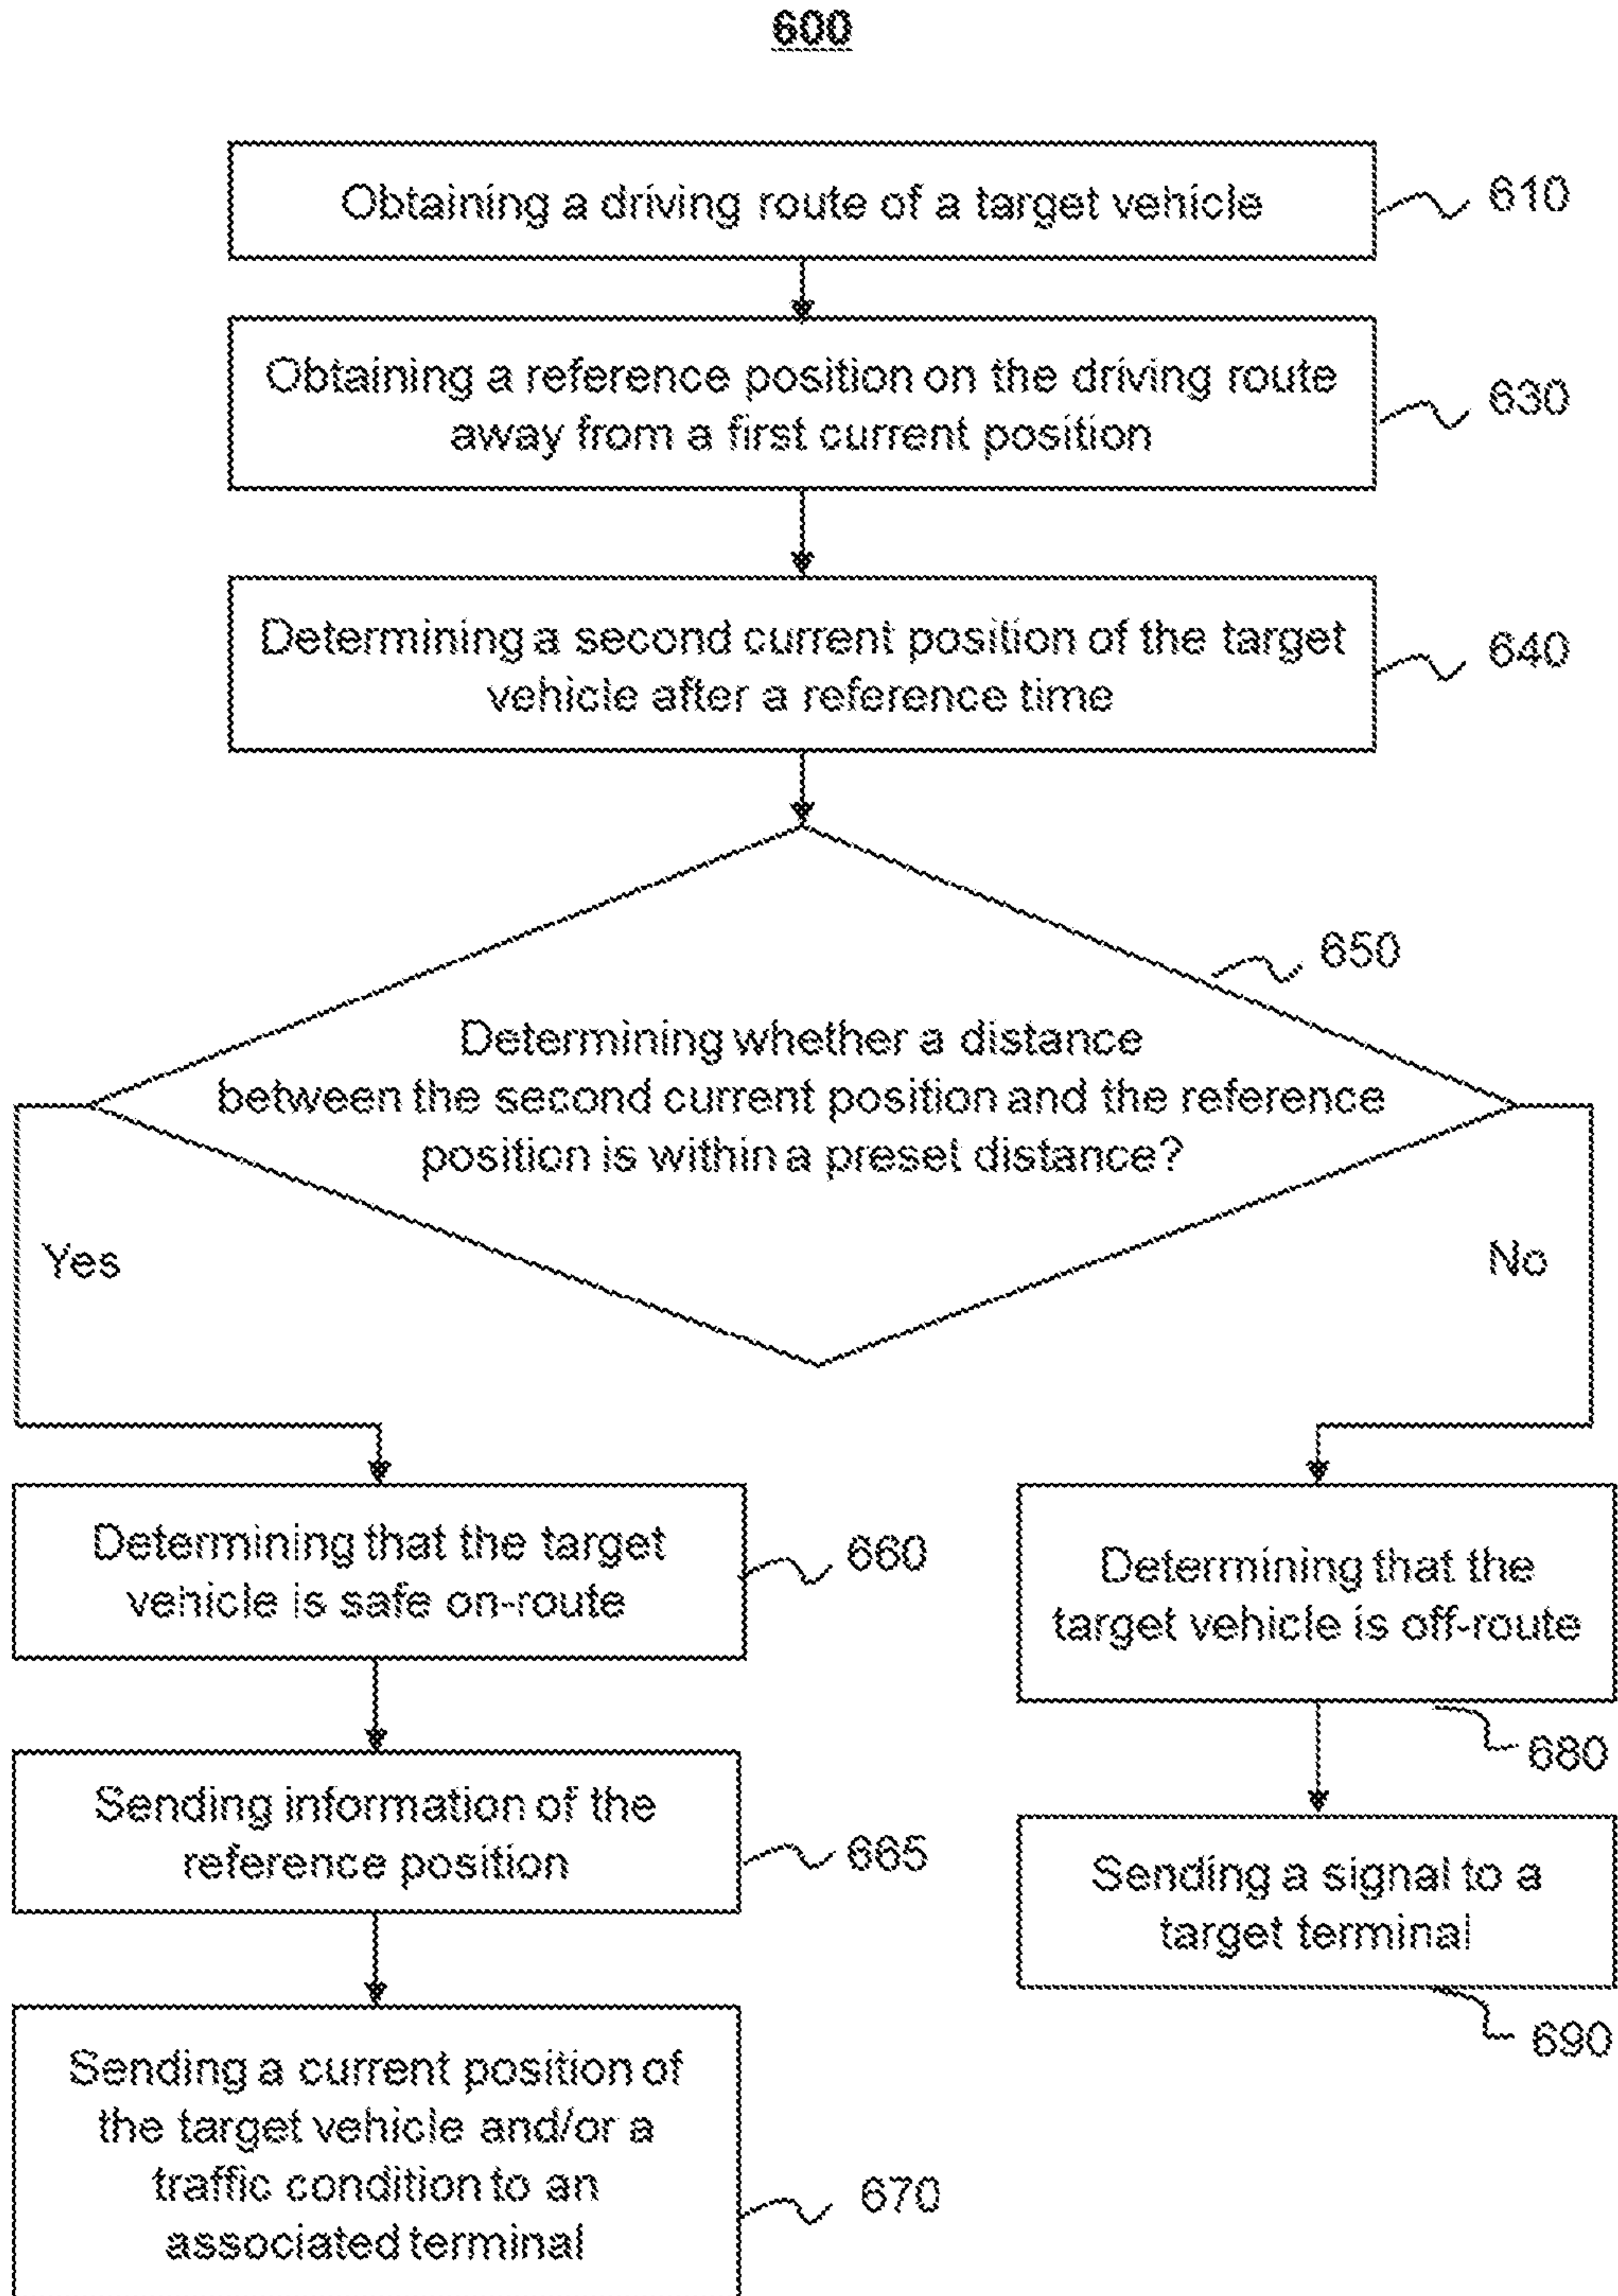 600
Obtaining a driving route of a target vehicle
610
Obtaining a reference position on the driving route
away from a first current position
630
Determining a second current position of the target
vehicle after a reference time
640
650
Determining whether a distance
between the second current position and the reference
position is within a preset distance?
Yes
No
Determining that the target
vehicle is safe on-route
660
Determining that the
target vehicle is off-route
680
Sending information of the
reference position
665
Sending a signal to a
target terminal
690
Sending a current position of
the target vehicle and/or a
traffic condition to an
associated terminal
670